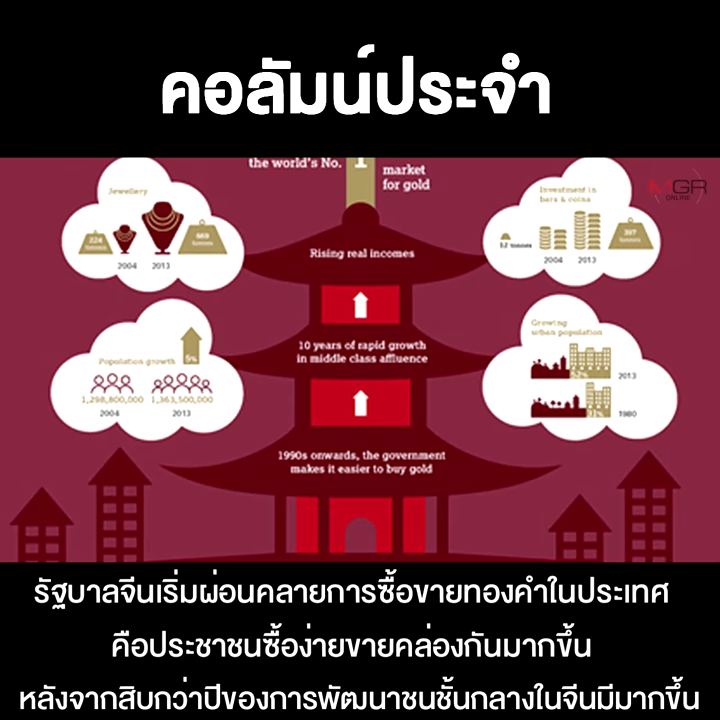 คอลัมน์ประจำ
the world's No. 1
market
for gold
MGR
ONLINE
Jewellery
224
tonnes
669
tonnes
2004 2013
Investment in
bars & coins
12 tonnes
397
tonnes
2004 2013
Rising real incomes
Population growth
5%
1,298,800,000 1,363,500,000
2004 2013
10 years of rapid growth
in middle class affluence
Growing
urban population
2013
1980
1990s onwards, the government
makes it easier to buy gold
รัฐบาลจีนเริ่มผ่อนคลายการซื้อขายทองคำในประเทศ
คือประชาชนซื้อง่ายขายคล่องกันมากขึ้น
หลังจากสิบกว่าปีของการพัฒนาชนชั้นกลางในจีนมีมากขึ้น